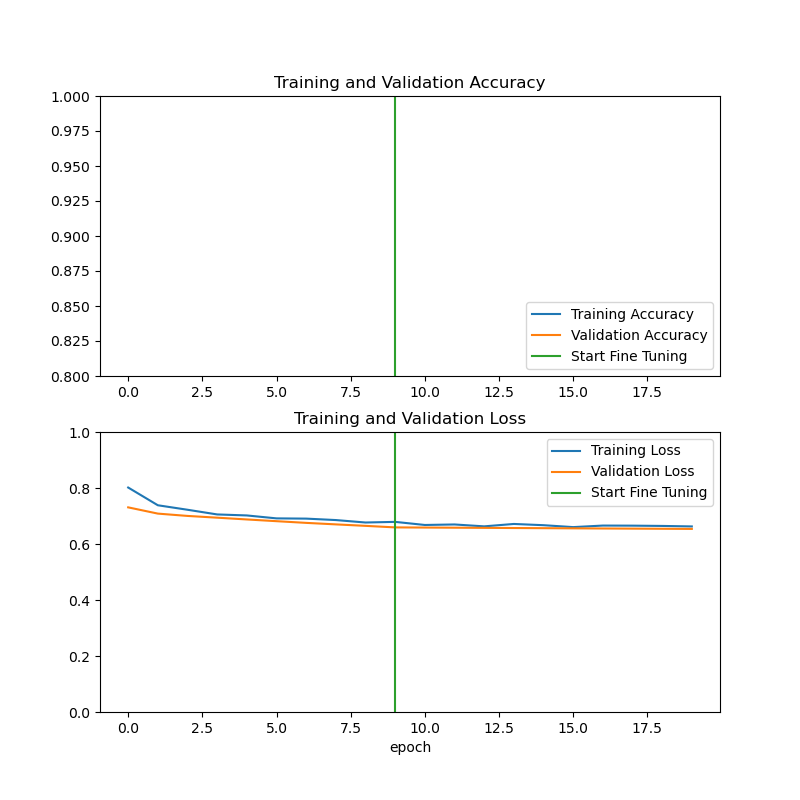 Training and Validation Accuracy
1.000
0.975
0.950
0.925
0.900
0.875
0.850
0.825
0.800
Training Accuracy
Validation Accuracy
Start Fine Tuning
0.0 2.5 5.0 7.5 10.0 12.5 15.0 17.5
Training and Validation Loss
1.0
0.8
0.6
0.4
0.2
0.0
Training Loss
Validation Loss
Start Fine Tuning
0.0 2.5 5.0 7.5 10.0 12.5 15.0 17.5
epoch